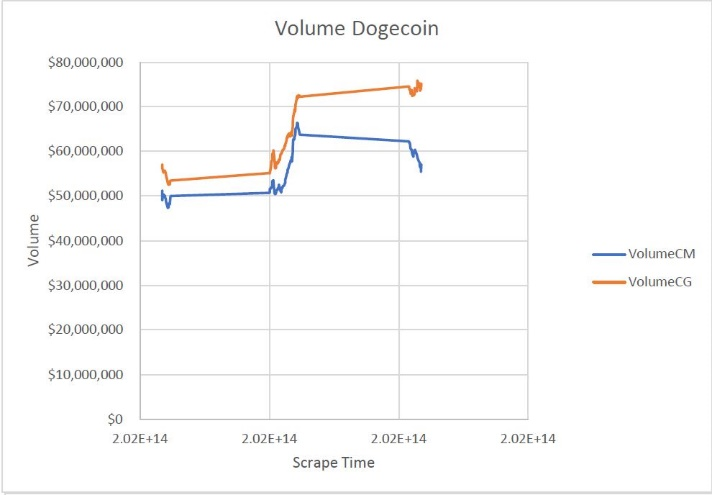 Volume Dogecoin
$80,000,000
$70,000,000
$60,000,000
$50,000,000
$40,000,000
$30,000,000
$20,000,000
$10,000,000
$0
Volume
2.02E+14 2.02E+14 2.02E+14 2.02E+14
Scrape Time
VolumeCM
VolumeCG